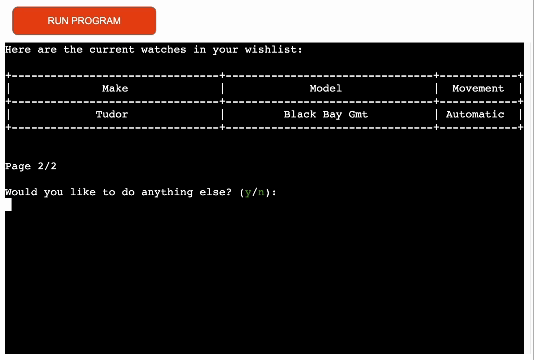 RUN PROGRAM
Here are the current watches in your wishlist:
+--------------------------------+--------------------------------+------------+
| Make | Model | Movement |
+--------------------------------+--------------------------------+------------+
| Tudor | Black Bay Gmt | Automatic |
+--------------------------------+--------------------------------+------------+
Page 2/2
Would you like to do anything else? (y/n):